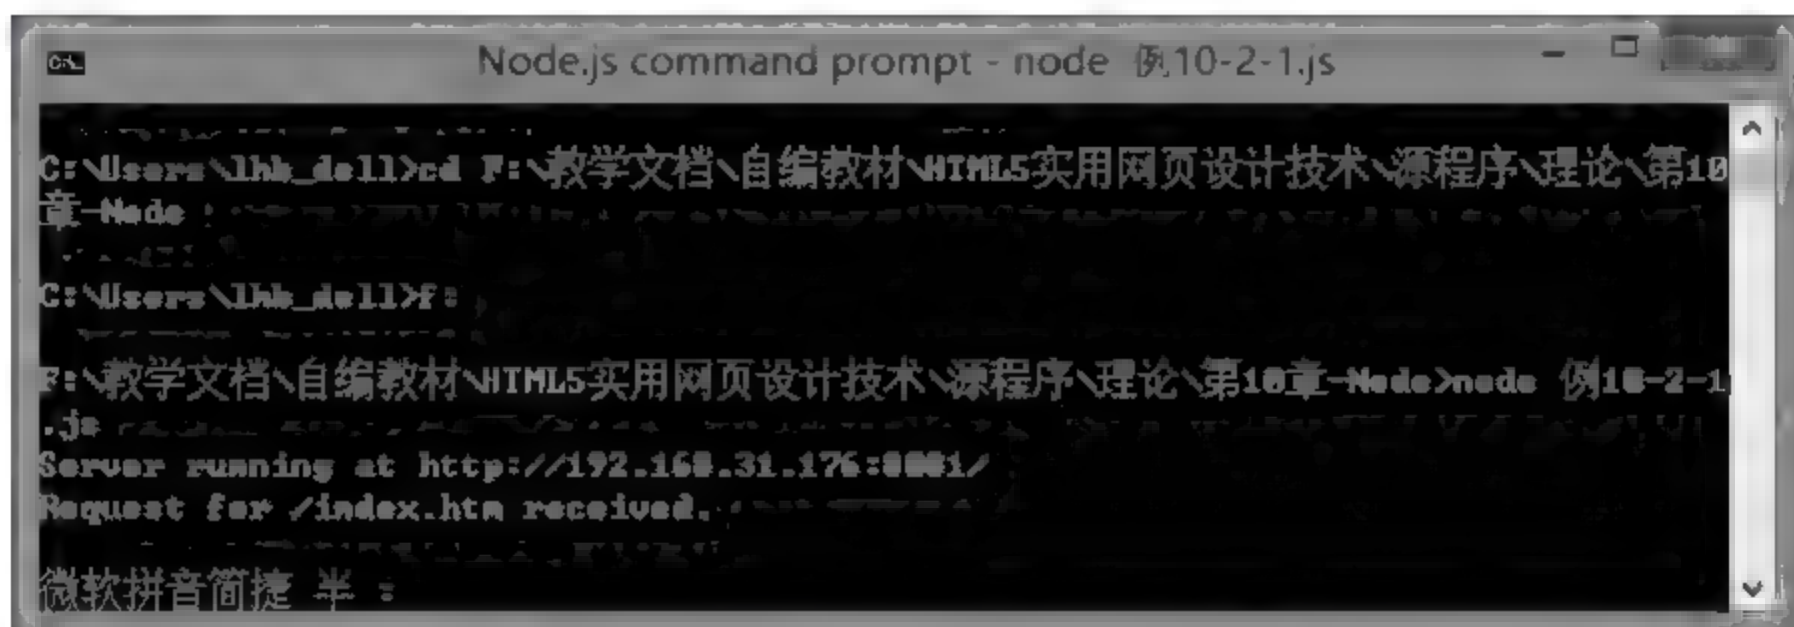 Node.js command prompt - node 例10-2-1.js
C:\Users\lhb_dell>cd F:\教学文档\自编教材\HTML5实用网页设计技术\源程序\理论\第10
章-Node
C:\Users\lhb_dell>f:
F:\教学文档\自编教材\HTML5实用网页设计技术\源程序\理论\第10章-Node>node 例10-2-1
.js
Server running at http://192.168.31.176:8081/
Request for /index.htm received.
微软拼音简捷 半 :